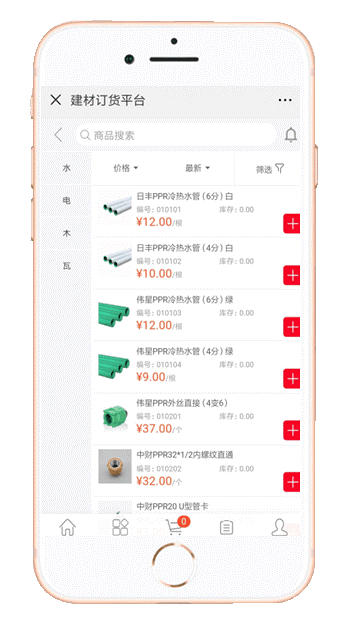 建材订货平台
商品搜索
水
电
木
瓦
价格
最新
筛选
日丰PPR冷热水管(6分)白
编号: 010101 库存: 0.00
¥12.00/根
日丰PPR冷热水管(4分)白
编号: 010102 库存: 0.00
¥10.00/根
伟星PPR冷热水管(6分)绿
编号: 010103 库存: 0.00
¥12.00/根
伟星PPR冷热水管(4分)绿
编号: 010104 库存: 0.00
¥9.00/根
伟星PPR外丝直接(4变6)
编号: 010201 库存: 0.00
¥37.00/个
中财PPR32*1/2内螺纹直通
编号: 010202 库存: 0.00
¥32.00/个
中财PPR20 U型管卡
0